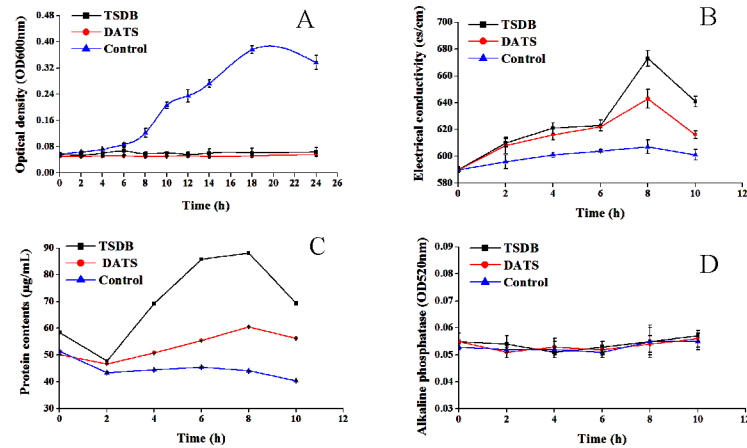 A
TSDB
DATS
Control
Optical density (OD600nm)
0.48
0.40
0.32
0.24
0.16
0.08
0.00
0 2 4 6 8 10 12 14 16 18 20 22 24 26
Time (h)
B
TSDB
DATS
Control
Electrical conductivity (cs/cm)
700
680
660
640
620
600
580
0 2 4 6 8 10 12
Time (h)
C
TSDB
DATS
Control
Protein contents (µg/mL)
90
80
70
60
50
40
30
0 2 4 6 8 10 12
Time (h)
D
TSDB
DATS
Control
Alkaline phosphatase (OD520nm)
0.09
0.08
0.07
0.06
0.05
0.04
0.03
0 2 4 6 8 10 12
Time (h)